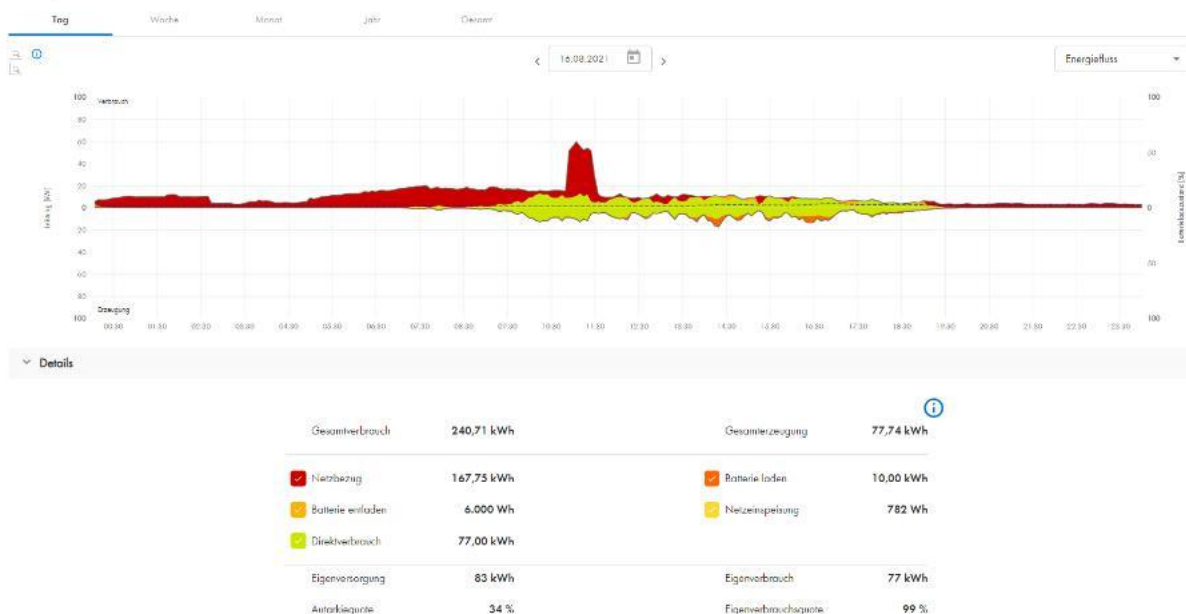 Tag Woche Monat Jahr Gesamt
16.08.2021 Energiefluss
100 Verbrauch 100
80
60
50
40
20
0 0
20
40
50
60
80
Erzeugung
100 100
Leistung [kW]
Batteriezustand [%]
00:30 01:30 02:30 03:30 04:30 05:30 06:30 07:30 08:30 09:30 10:30 11:30 12:30 13:30 14:30 15:30 16:30 17:30 18:30 19:30 20:30 21:30 22:30 23:30
Details
Gesamtverbrauch 240,71 kWh Gesamterzeugung 77,74 kWh
Netzbezug 167,75 kWh Batterie laden 10,00 kWh
Batterie entladen 6.000 Wh Netzeinspeisung 782 Wh
Direktverbrauch 77,00 kWh
Eigenversorgung 83 kWh Eigenverbrauch 77 kWh
Autarkiequote 34 % Eigenverbrauchsquote 99 %